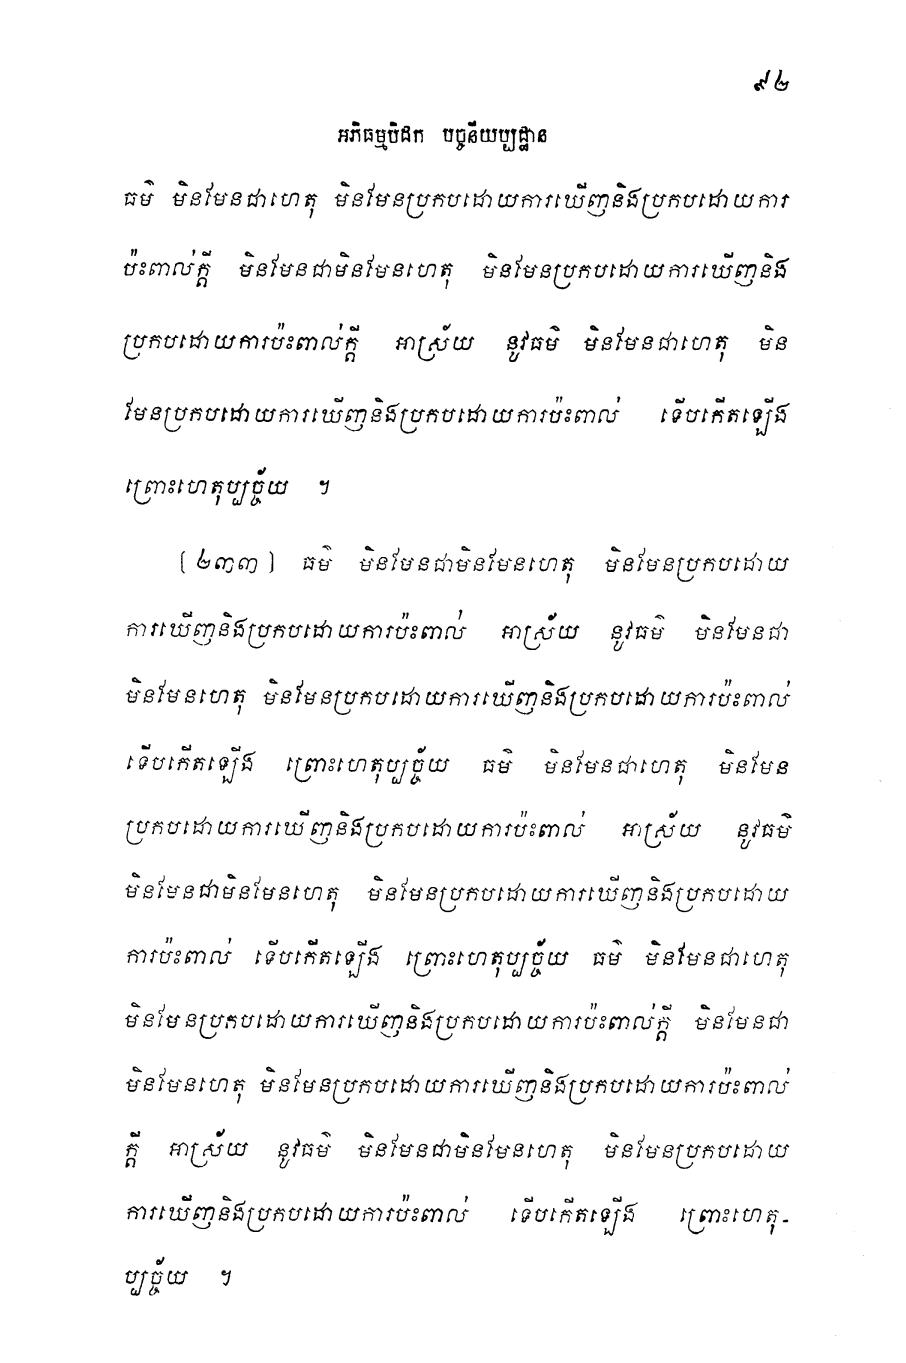 ៩៤
អភិធម្មបិដក បច្ចនីយប្បដ្ឋាន
ធម៌ មិនមែនជាហេតុ មិនមែនប្រកបដោយការឃើញនិងប្រកបដោយការ
ប៉ះពាល់ក្តី មិនមែនជាមិនមែនហេតុ មិនមែនប្រកបដោយការឃើញនិង
ប្រកបដោយការប៉ះពាល់ក្តី អាស្រ័យ នូវធម៌ មិនមែនជាហេតុ មិន
មែនប្រកបដោយការឃើញនិងប្រកបដោយការប៉ះពាល់ ទើបកើតឡើង
ព្រោះហេតុប្បច្ច័យ ។
[២៣៣] ធម៌ មិនមែនជាមិនមែនហេតុ មិនមែនប្រកបដោយ
ការឃើញនិងប្រកបដោយការប៉ះពាល់ អាស្រ័យ នូវធម៌ មិនមែនជា
មិនមែនហេតុ មិនមែនប្រកបដោយការឃើញនិងប្រកបដោយការប៉ះពាល់
ទើបកើតឡើង ព្រោះហេតុប្បច្ច័យ ធម៌ មិនមែនជាហេតុ មិនមែន
ប្រកបដោយការឃើញនិងប្រកបដោយការប៉ះពាល់ អាស្រ័យ នូវធម៌
មិនមែនជាមិនមែនហេតុ មិនមែនប្រកបដោយការឃើញនិងប្រកបដោយ
ការប៉ះពាល់ ទើបកើតឡើង ព្រោះហេតុប្បច្ច័យ ធម៌ មិនមែនជាហេតុ
មិនមែនប្រកបដោយការឃើញនិងប្រកបដោយការប៉ះពាល់ក្តី មិនមែនជា
មិនមែនហេតុ មិនមែនប្រកបដោយការឃើញនិងប្រកបដោយការប៉ះពាល់
ក្តី អាស្រ័យ នូវធម៌ មិនមែនជាមិនមែនហេតុ មិនមែនប្រកបដោយ
ការឃើញនិងប្រកបដោយការប៉ះពាល់ ទើបកើតឡើង ព្រោះហេតុ-
ប្បច្ច័យ ។